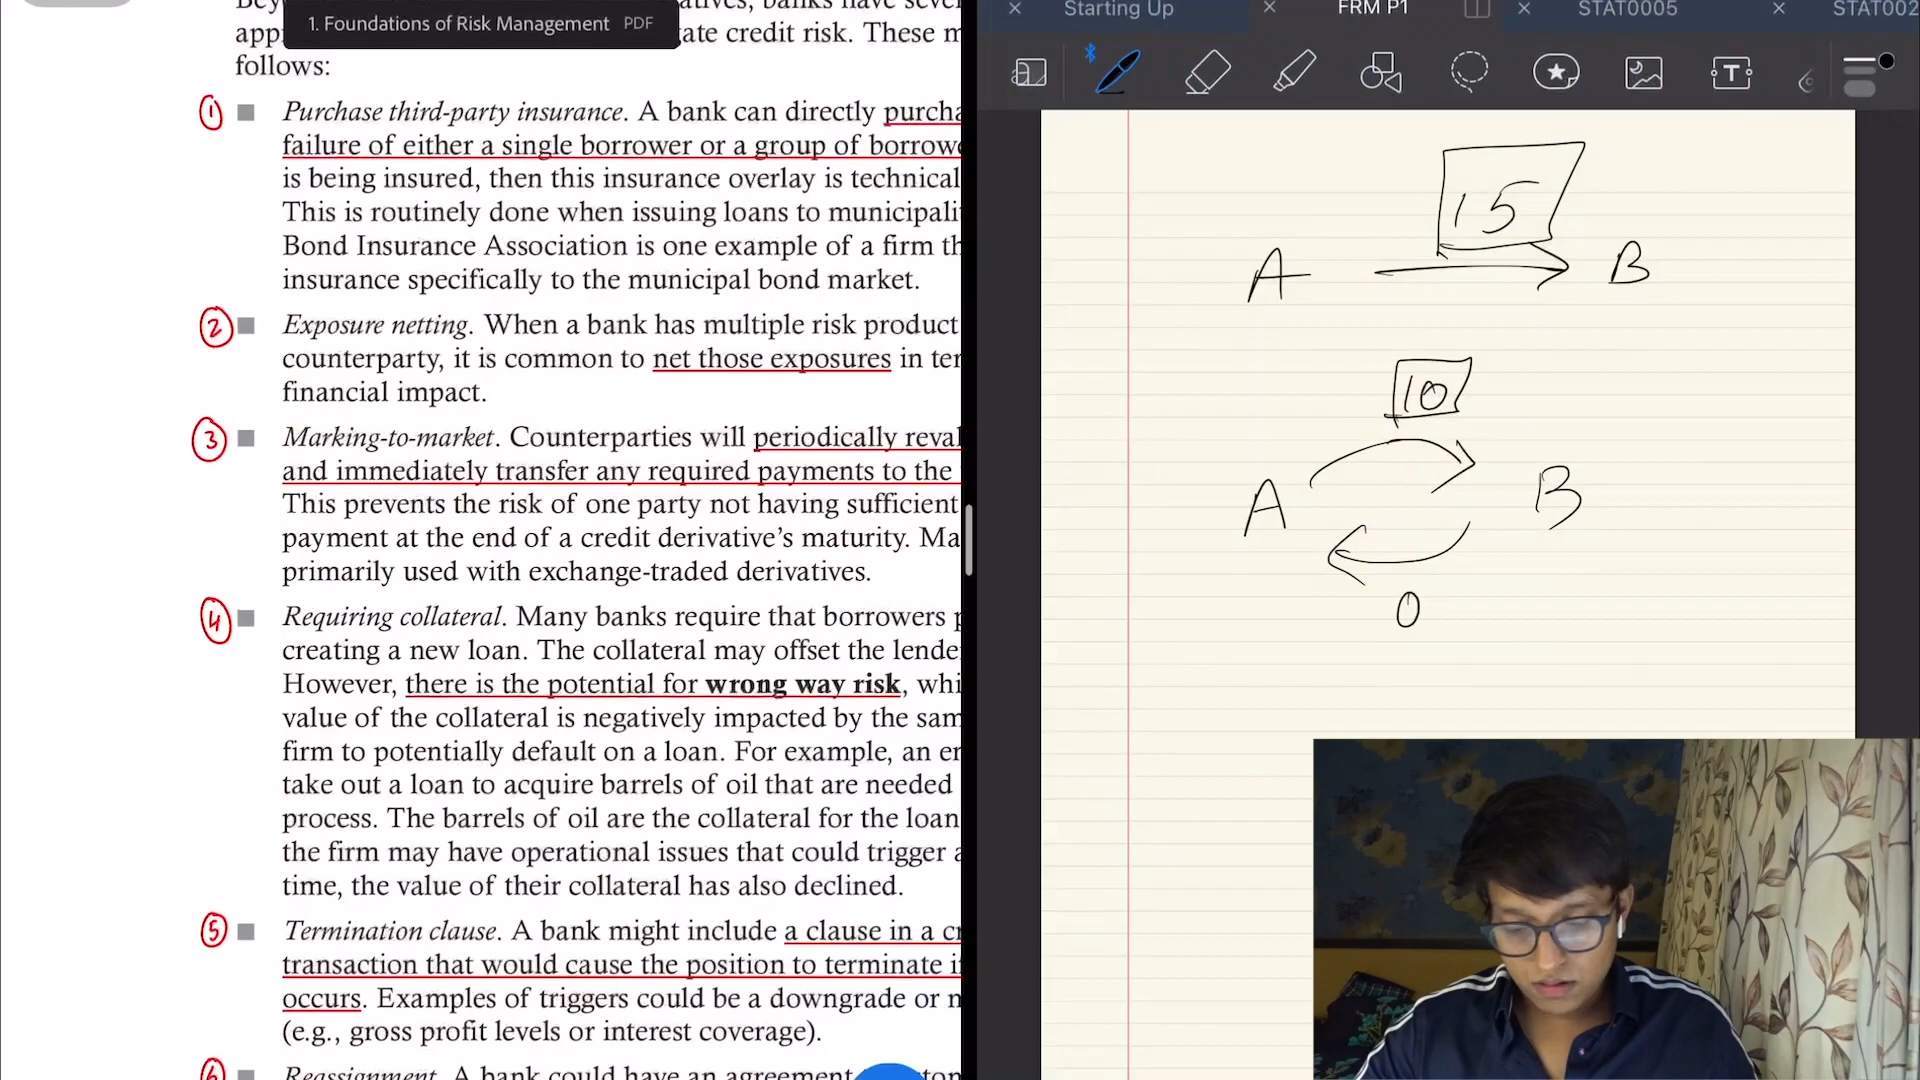 1. Foundations of Risk Management PDF
atives, banks have
app
ate credit risk. These m
follows:
1
Purchase third-party insurance. A bank can directly purcha
failure of either a single borrower or a group of borrowe
is being insured, then this insurance overlay is technical
This is routinely done when issuing loans to municipali
Bond Insurance Association is one example of a firm th
insurance specifically to the municipal bond market.
2
Exposure netting. When a bank has multiple risk product
counterparty, it is common to net those exposures in ter
financial impact.
3
Marking-to-market. Counterparties will periodically reval
and immediately transfer any required payments to the
This prevents the risk of one party not having sufficient
payment at the end of a credit derivative's maturity. Ma
primarily used with exchange-traded derivatives.
4
Requiring collateral. Many banks require that borrowers p
creating a new loan. The collateral may offset the lende
However, there is the potential for wrong way risk, whi
value of the collateral is negatively impacted by the sam
firm to potentially default on a loan. For example, an en
take out a loan to acquire barrels of oil that are needed
process. The barrels of oil are the collateral for the loan
the firm may have operational issues that could trigger a
time, the value of their collateral has also declined.
5
Termination clause. A bank might include a clause in a cr
transaction that would cause the position to terminate i
occurs. Examples of triggers could be a downgrade or n
(e.g., gross profit levels or interest coverage).
6
Reassignment. A bank could have an agreement
Starting Up
FRM P1
STAT0005
STAT002
T
15
A B
10
A B
0